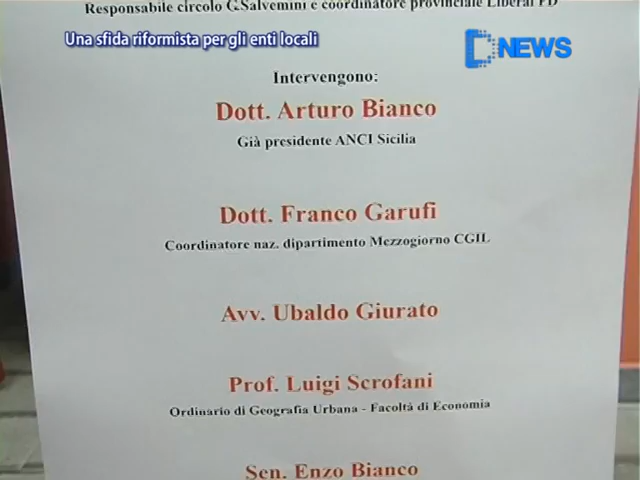 Responsabile circolo G.Salvemini e coordinatore provinciale Liberal PD
Una sfida riformista per gli enti locali
D NEWS
Intervengono:
Dott. Arturo Bianco
Già presidente ANCI Sicilia
Dott. Franco Garufi
Coordinatore naz. dipartimento Mezzogiorno CGIL
Avv. Ubaldo Giurato
Prof. Luigi Scrofani
Ordinario di Geografia Urbana - Facoltá di Economia
Sen. Enzo Bianco